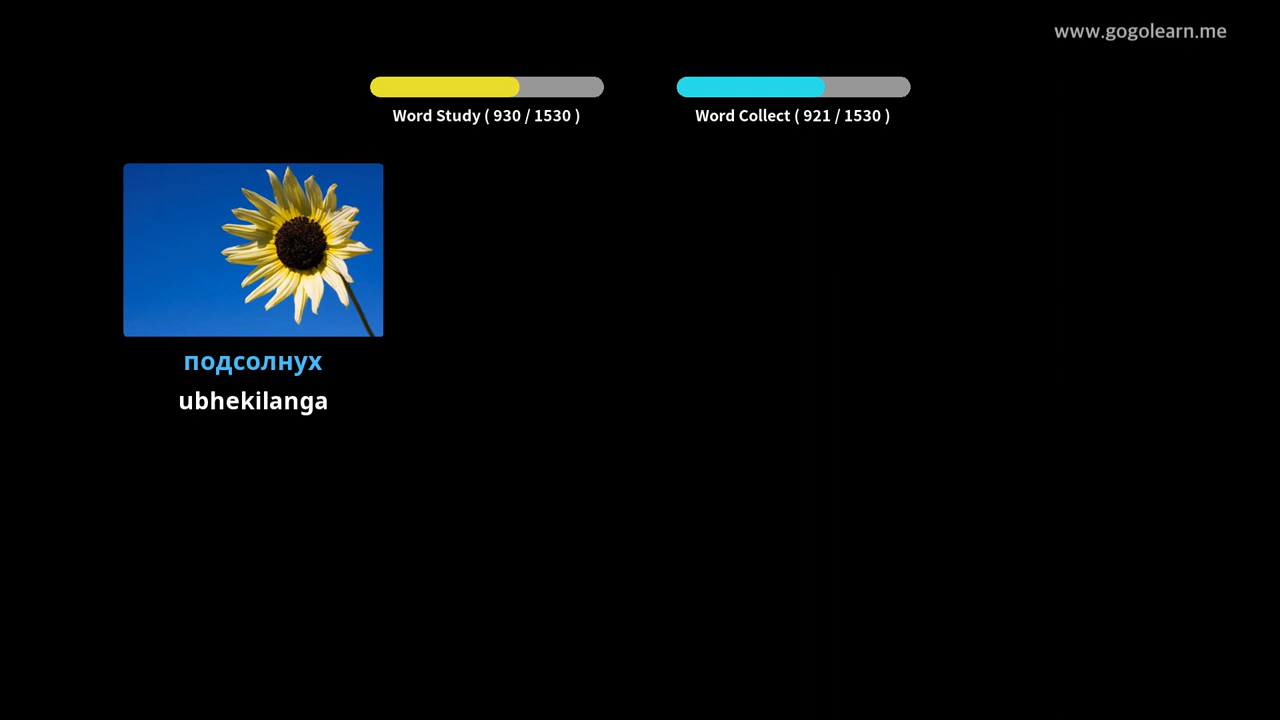 www.gogolearn.me
Word Study ( 930 / 1530 )
Word Collect ( 921 / 1530 )
подсолнух
ubhekilanga